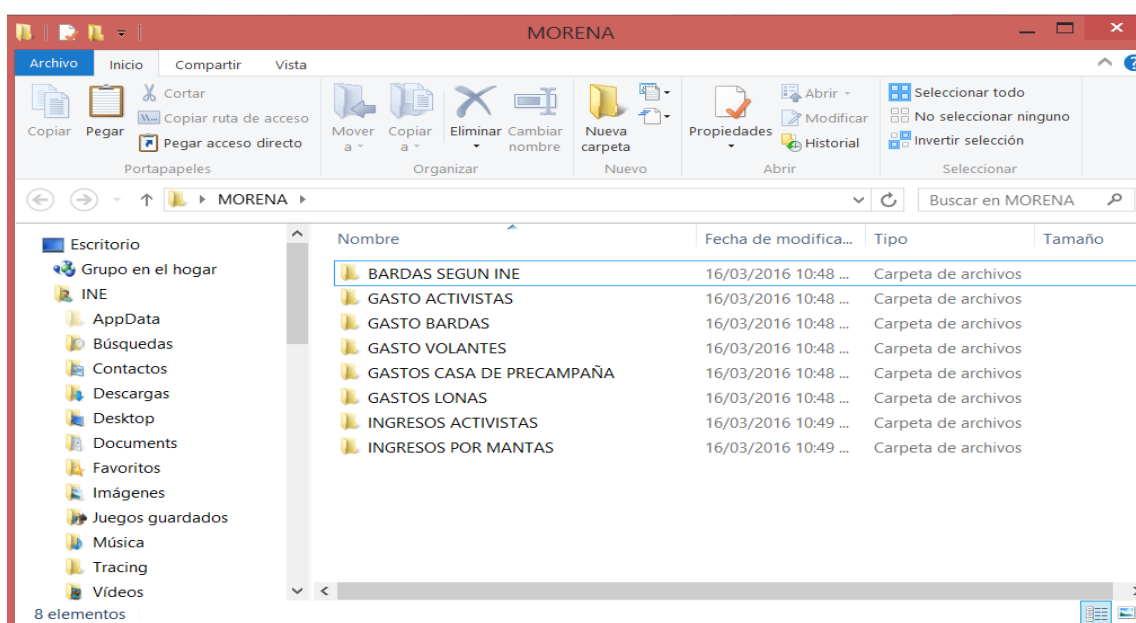 MORENA
Archivo Inicio Compartir Vista
Copiar
Pegar
Cortar
Copiar ruta de acceso
Pegar acceso directo
Portapapeles
Mover a
Copiar a
Eliminar
Cambiar nombre
Organizar
Nueva carpeta
Nuevo
Propiedades
Abrir
Modificar
Historial
Abrir
Seleccionar todo
No seleccionar ninguno
Invertir selección
Seleccionar
MORENA
Buscar en MORENA
Escritorio
Grupo en el hogar
INE
AppData
Búsquedas
Contactos
Descargas
Desktop
Documents
Favoritos
Imágenes
Juegos guardados
Música
Tracing
Vídeos
Nombre Fecha de modifica... Tipo Tamaño
BARDAS SEGUN INE 16/03/2016 10:48 ... Carpeta de archivos
GASTO ACTIVISTAS 16/03/2016 10:48 ... Carpeta de archivos
GASTO BARDAS 16/03/2016 10:48 ... Carpeta de archivos
GASTO VOLANTES 16/03/2016 10:48 ... Carpeta de archivos
GASTOS CASA DE PRECAMPAÑA 16/03/2016 10:48 ... Carpeta de archivos
GASTOS LONAS 16/03/2016 10:48 ... Carpeta de archivos
INGRESOS ACTIVISTAS 16/03/2016 10:49 ... Carpeta de archivos
INGRESOS POR MANTAS 16/03/2016 10:49 ... Carpeta de archivos
8 elementos